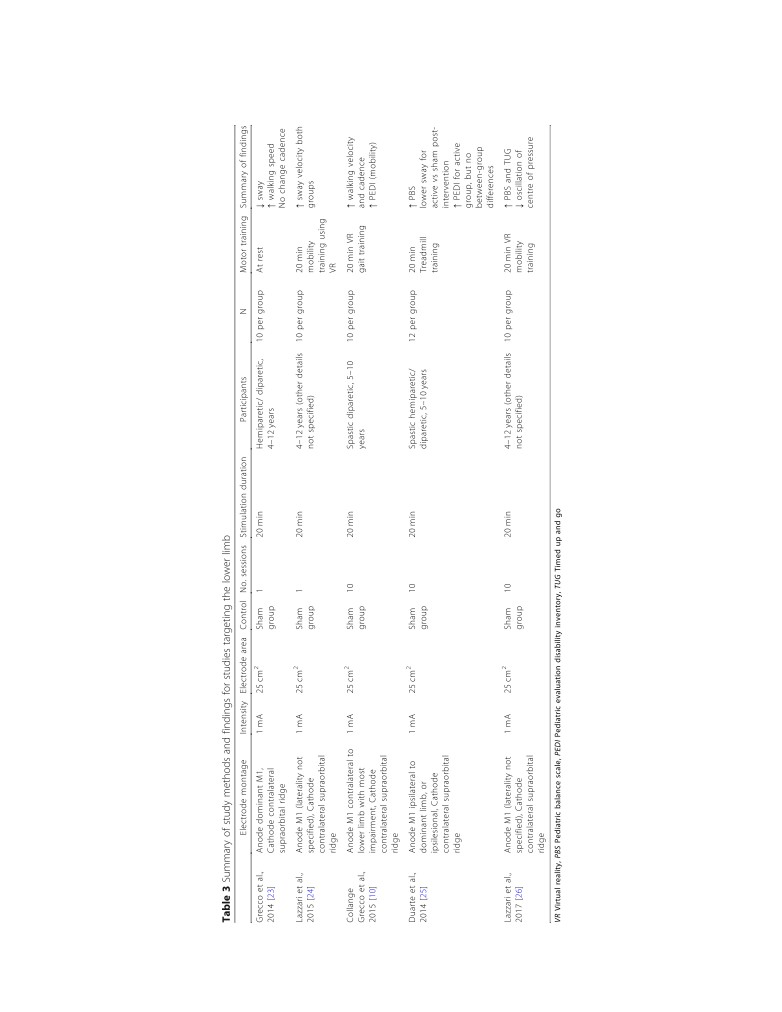 Table 3 Summary of study methods and findings for studies targeting the lower limb
Electrode montage Intensity Electrode area Control No. sessions Stimulation duration Participants N Motor training Summary of findings
Grecco et al., Anode dominant M1, 1 mA 25 cm2 Sham 1 20 min Hemiparetic/ diparetic, 10 per group At rest ↓ sway
2014 [23] Cathode contralateral group 4–12 years ↑ walking speed
supraorbital ridge No change cadence
Lazzari et al., Anode M1 (laterality not 1 mA 25 cm2 Sham 1 20 min 4–12 years (other details 10 per group 20 min ↑ sway velocity both
2015 [24] specified), Cathode group not specified) mobility groups
contralateral supraorbital training using
ridge VR
Collange Anode M1 contralateral to 1 mA 25 cm2 Sham 10 20 min Spastic diparetic, 5–10 10 per group 20 min VR ↑ walking velocity
Grecco et al., lower limb with most group years gait training and cadence
2015 [10] impairment, Cathode ↑ PEDI (mobility)
contralateral supraorbital
ridge
Duarte et al., Anode M1 ipsilateral to 1 mA 25 cm2 Sham 10 20 min Spastic hemiparetic/ 12 per group 20 min ↑ PBS
2014 [25] dominant limb, or group diparetic, 5–10 years Treadmill lower sway for
ipsilesional, Cathode training active vs sham post-
contralateral supraorbital intervention
ridge ↑ PEDI for active
group, but no
between-group
differences
Lazzari et al., Anode M1 (laterality not 1 mA 25 cm2 Sham 10 20 min 4–12 years (other details 10 per group 20 min VR ↑ PBS and TUG
2017 [26] specified), Cathode group not specified) mobility ↓ oscillation of
contralateral supraorbital training centre of pressure
ridge
VR Virtual reality, PBS Pediatric balance scale, PEDI Pediatric evaluation disability inventory, TUG Timed up and go